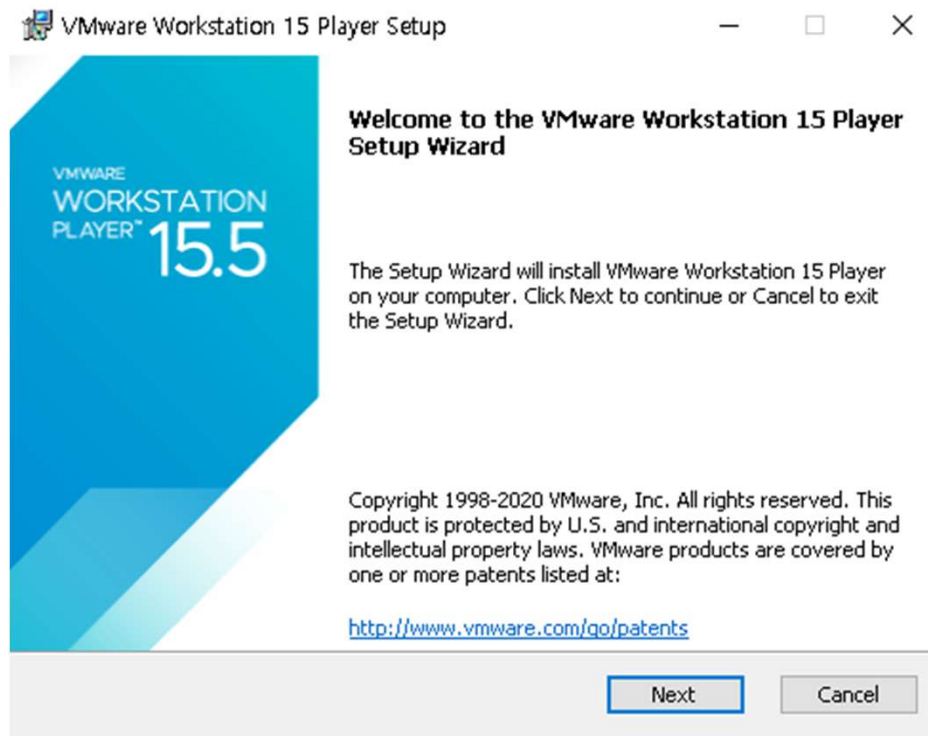 VMware Workstation 15 Player Setup
Welcome to the VMware Workstation 15 Player
Setup Wizard
VMWARE
WORKSTATION
PLAYER™ 15.5
The Setup Wizard will install VMware Workstation 15 Player
on your computer. Click Next to continue or Cancel to exit
the Setup Wizard.
Copyright 1998-2020 VMware, Inc. All rights reserved. This
product is protected by U.S. and international copyright and
intellectual property laws. VMware products are covered by
one or more patents listed at:
http://www.vmware.com/go/patents
Next
Cancel